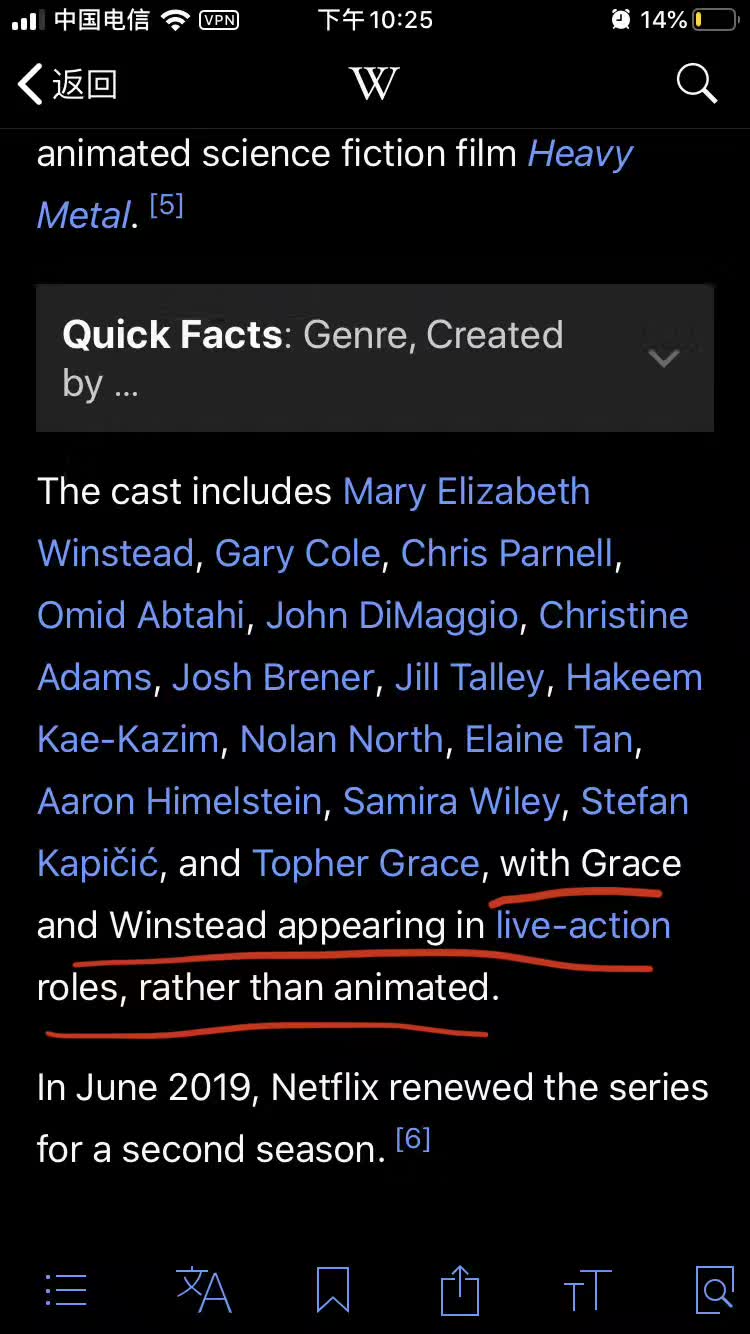 中国电信 VPN 下午10:25 14%
返回 W
animated science fiction film Heavy
Metal. [5]
Quick Facts: Genre, Created
by ...
The cast includes Mary Elizabeth
Winstead, Gary Cole, Chris Parnell,
Omid Abtahi, John DiMaggio, Christine
Adams, Josh Brener, Jill Talley, Hakeem
Kae-Kazim, Nolan North, Elaine Tan,
Aaron Himelstein, Samira Wiley, Stefan
Kapičić, and Topher Grace, with Grace
and Winstead appearing in live-action
roles, rather than animated.
In June 2019, Netflix renewed the series
for a second season. [6]
文A TT